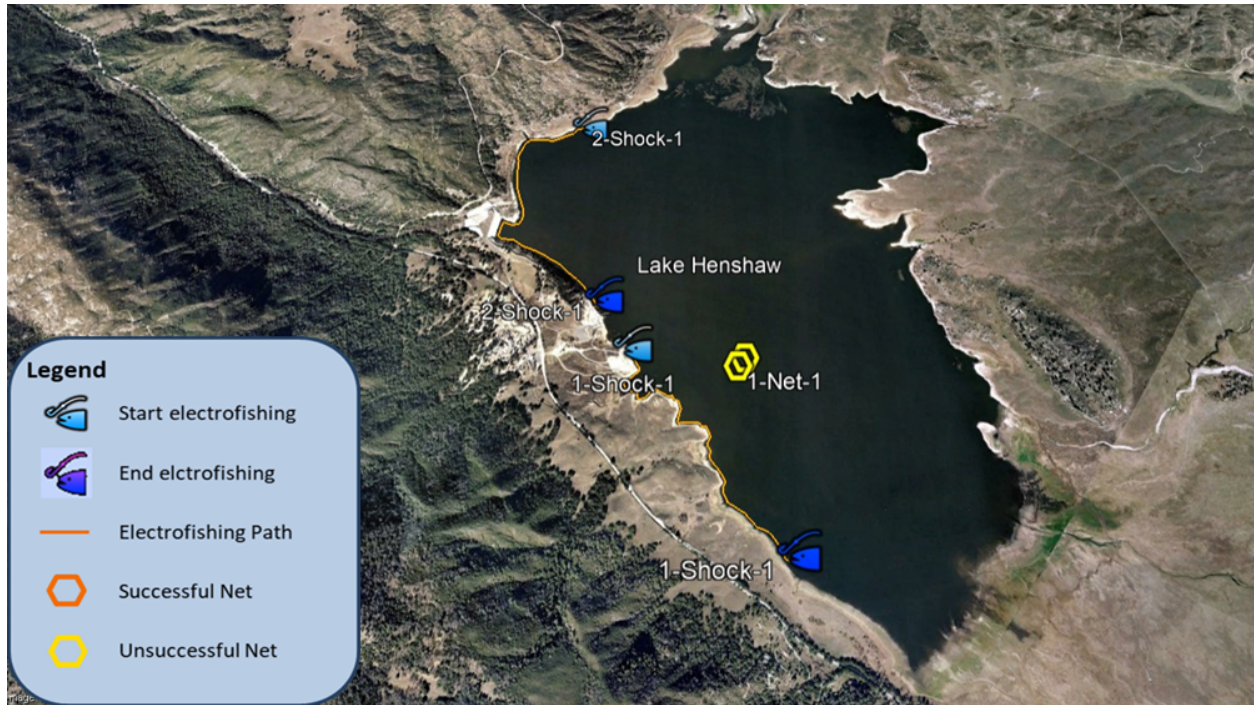 2-Shock-1
Lake Henshaw
2-Shock-1
1-Shock-1
1-Net-1
1-Shock-1
Legend
Start electrofishing
End elctrofishing
Electrofishing Path
Successful Net
Unsuccessful Net